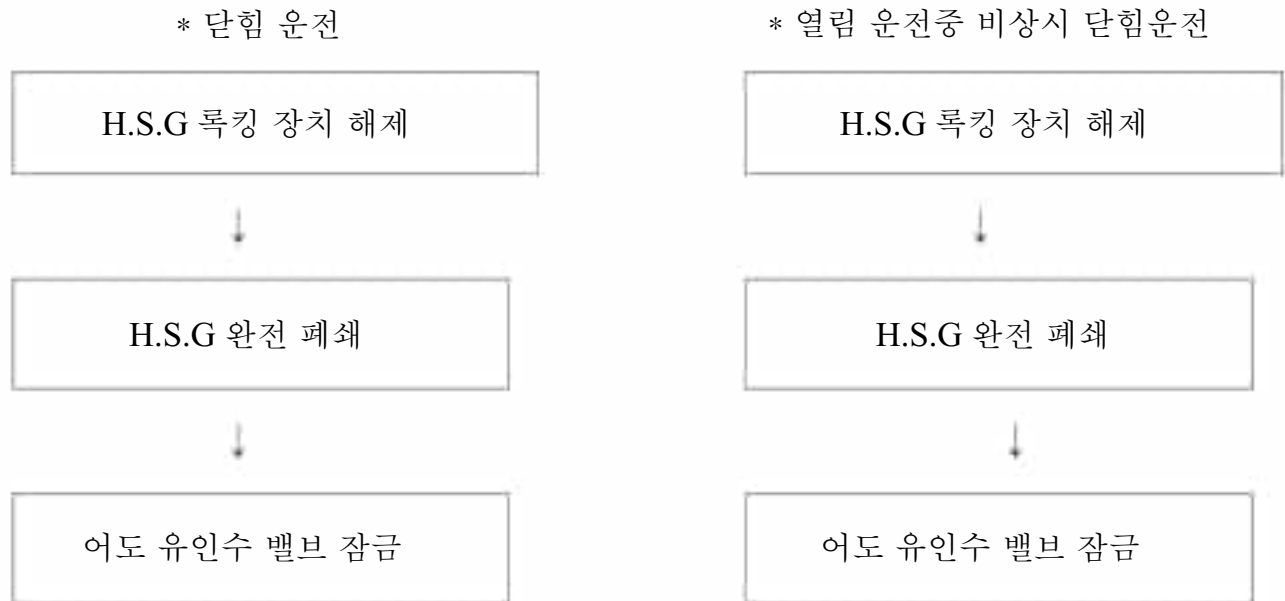 * 닫힘 운전
H.S.G 록킹 장치 해제
↓
H.S.G 완전 폐쇄
↓
어도 유인수 밸브 잠금
* 열림 운전중 비상시 닫힘운전
H.S.G 록킹 장치 해제
↓
H.S.G 완전 폐쇄
↓
어도 유인수 밸브 잠금